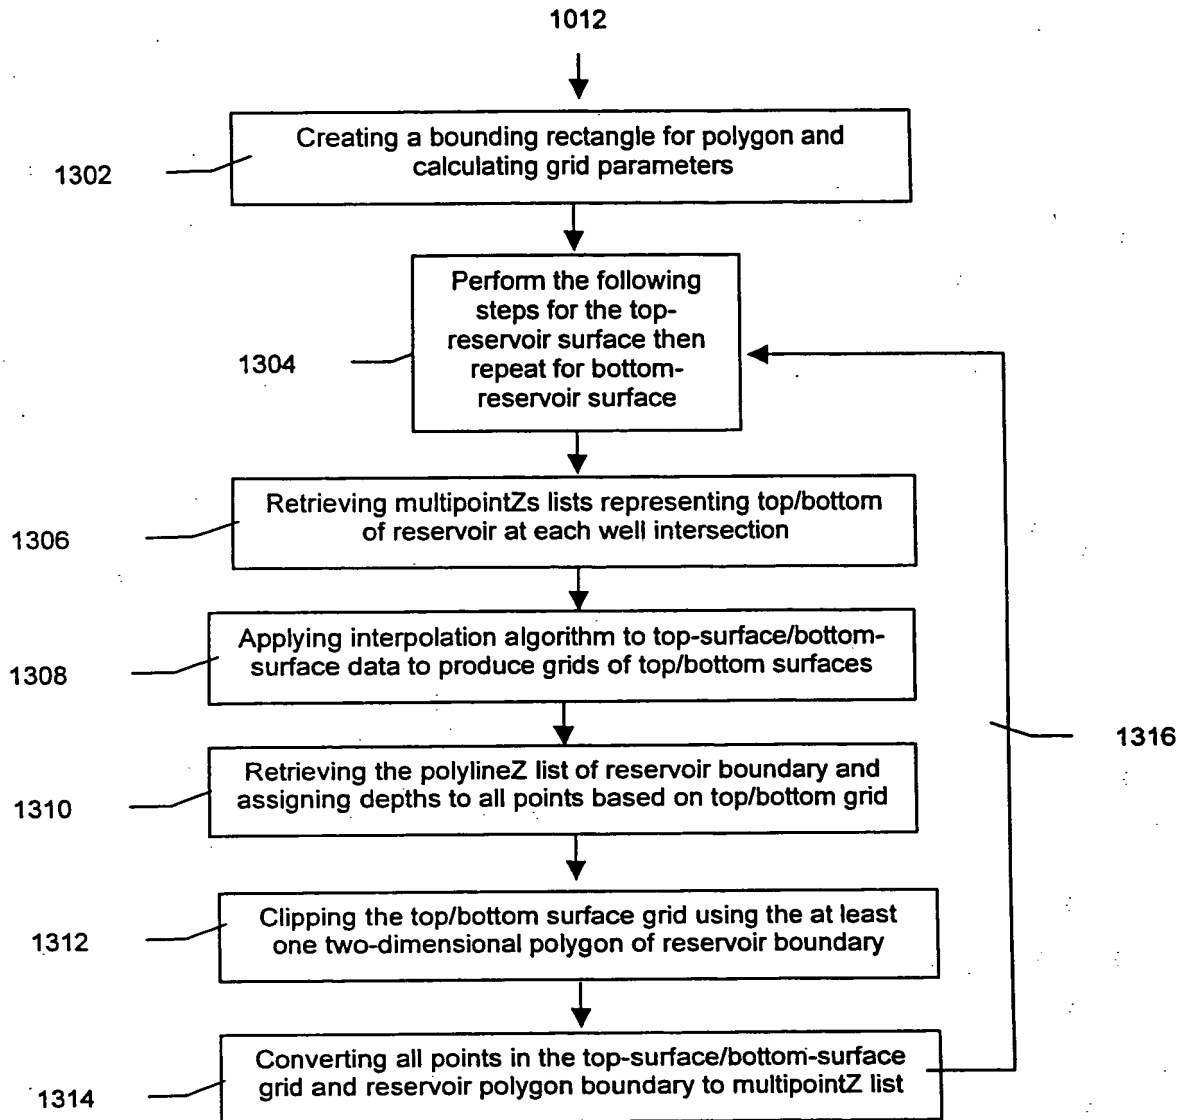 1012
Creating a bounding rectangle for polygon and
calculating grid parameters
1302
Perform the following
steps for the top-
reservoir surface then
repeat for bottom-
reservoir surface
1304
Retrieving multipointZs lists representing top/bottom
of reservoir at each well intersection
1306
Applying interpolation algorithm to top-surface/bottom-
surface data to produce grids of top/bottom surfaces
1308
1316
Retrieving the polylineZ list of reservoir boundary and
assigning depths to all points based on top/bottom grid
1310
Clipping the top/bottom surface grid using the at least
one two-dimensional polygon of reservoir boundary
1312
Converting all points in the top-surface/bottom-surface
grid and reservoir polygon boundary to multipointZ list
1314